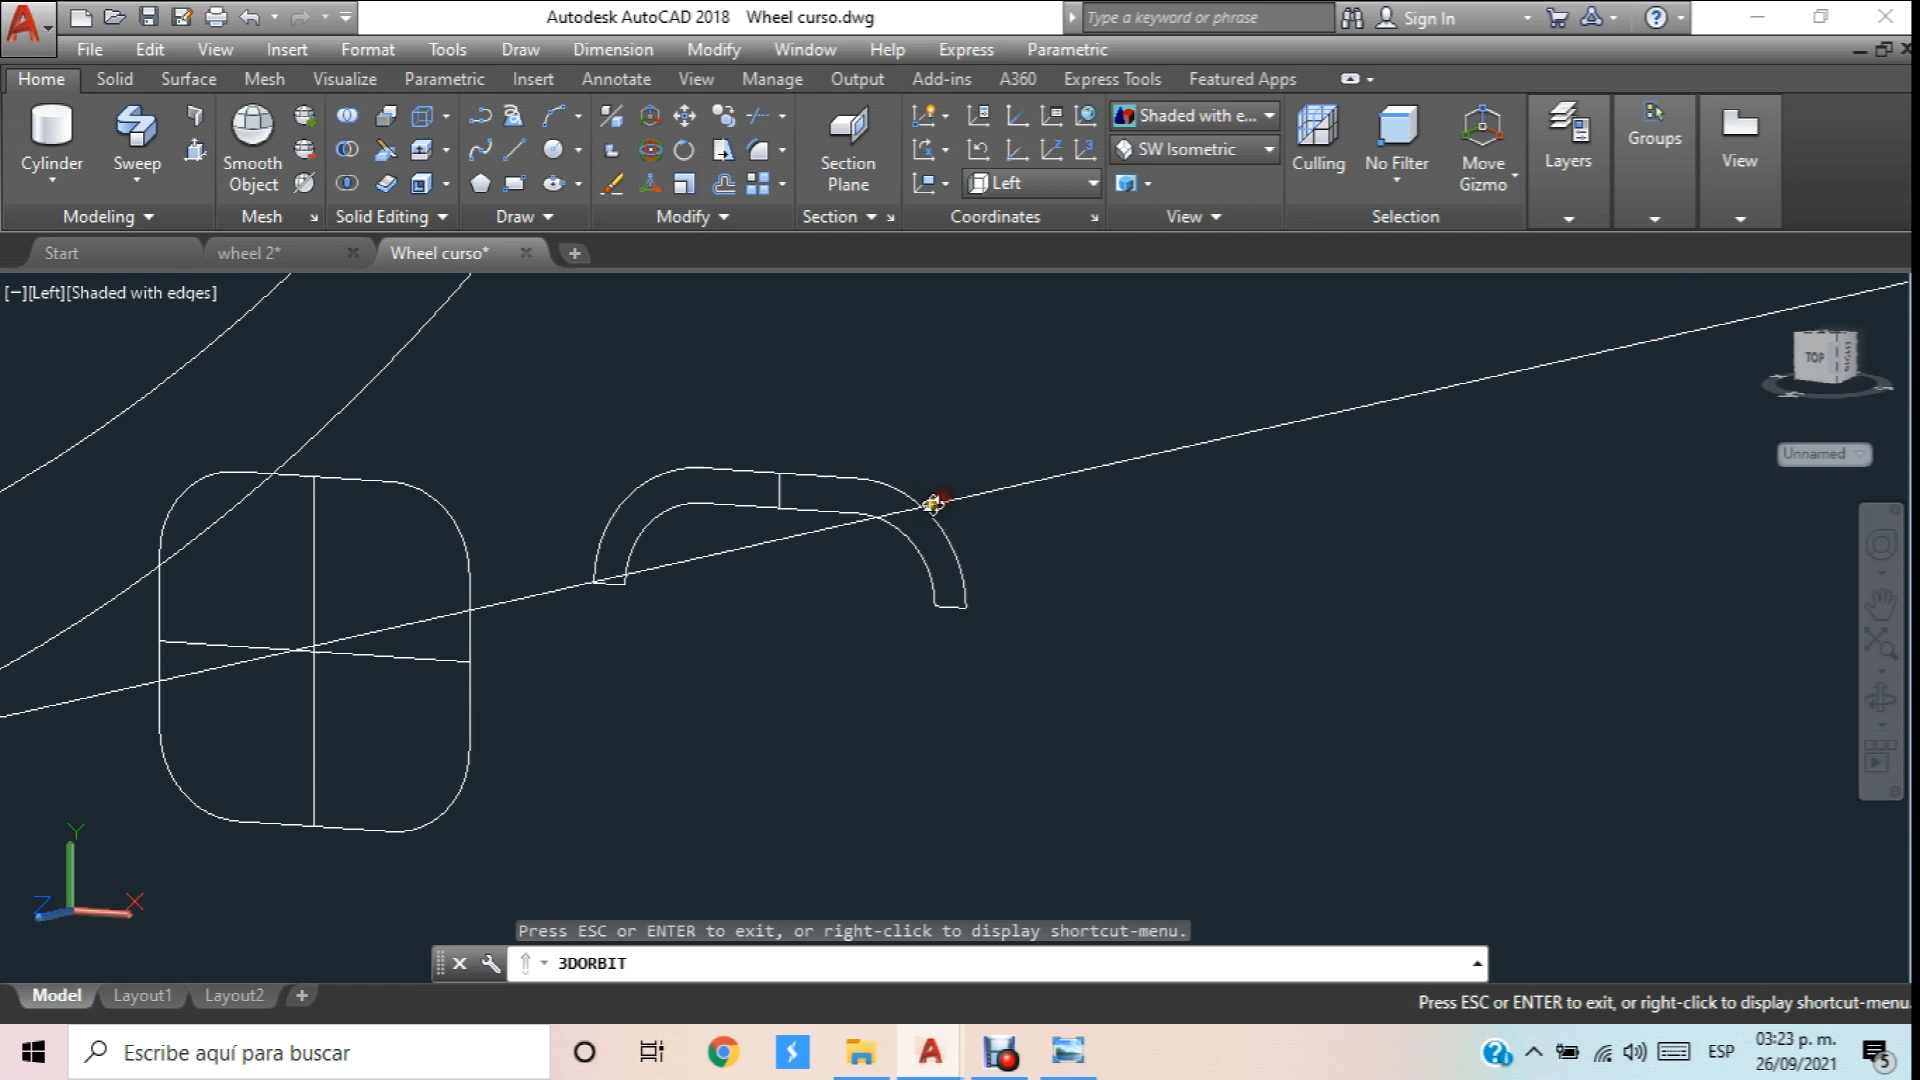 Autodesk AutoCAD 2018 Wheel curso.dwg
Type a keyword or phrase
Sign In
File Edit View Insert Format Tools Draw Dimension Modify Window Help Express Parametric
Home Solid Surface Mesh Visualize Parametric Insert Annotate View Manage Output Add-ins A360 Express Tools Featured Apps
Cylinder
Sweep
Smooth
Object
Section
Plane
Shaded with e...
SW Isometric
Left
Culling
No Filter
Move
Gizmo
Layers
Groups
View
Modeling
Mesh
Solid Editing
Draw
Modify
Section
Coordinates
View
Selection
Start
wheel 2*
Wheel curso*
[−][Left][Shaded with edges]
TOP
Unnamed
Y
Z
X
Press ESC or ENTER to exit, or right-click to display shortcut-menu.
3DORBIT
Model Layout1 Layout2
Press ESC or ENTER to exit, or right-click to display shortcut-menu.
Escribe aquí para buscar
ESP
03:23 p. m.
26/09/2021
5